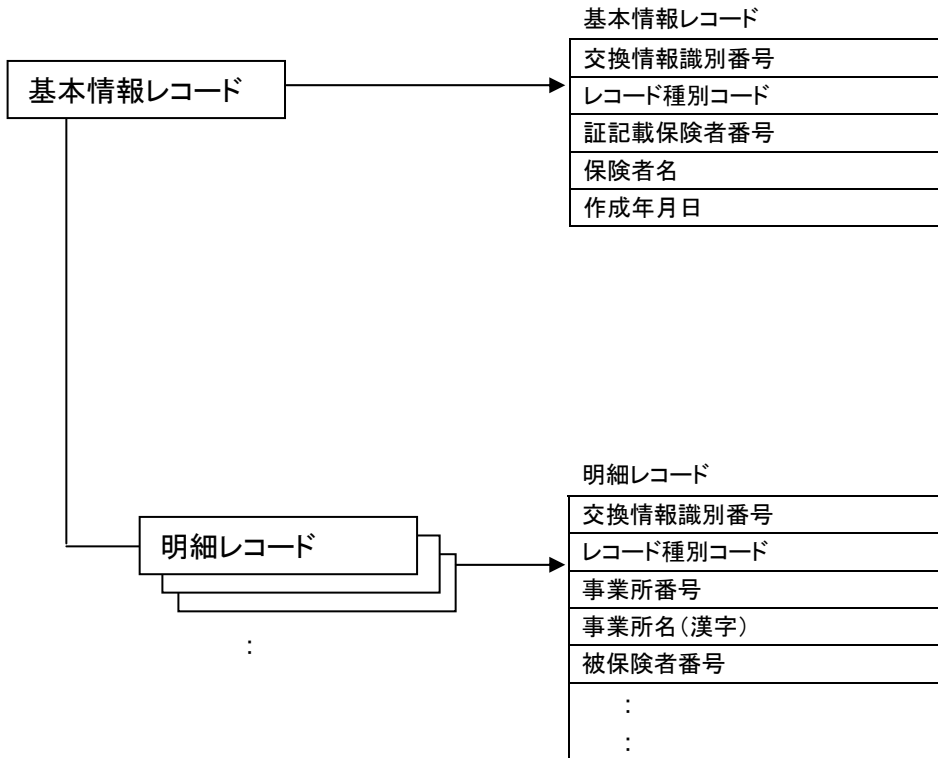 基本情報レコード
基本情報レコード
交換情報識別番号
レコード種別コード
証記載保険者番号
保険者名
作成年月日
明細レコード
明細レコード
:
交換情報識別番号
レコード種別コード
事業所番号
事業所名(漢字)
被保険者番号
:
: